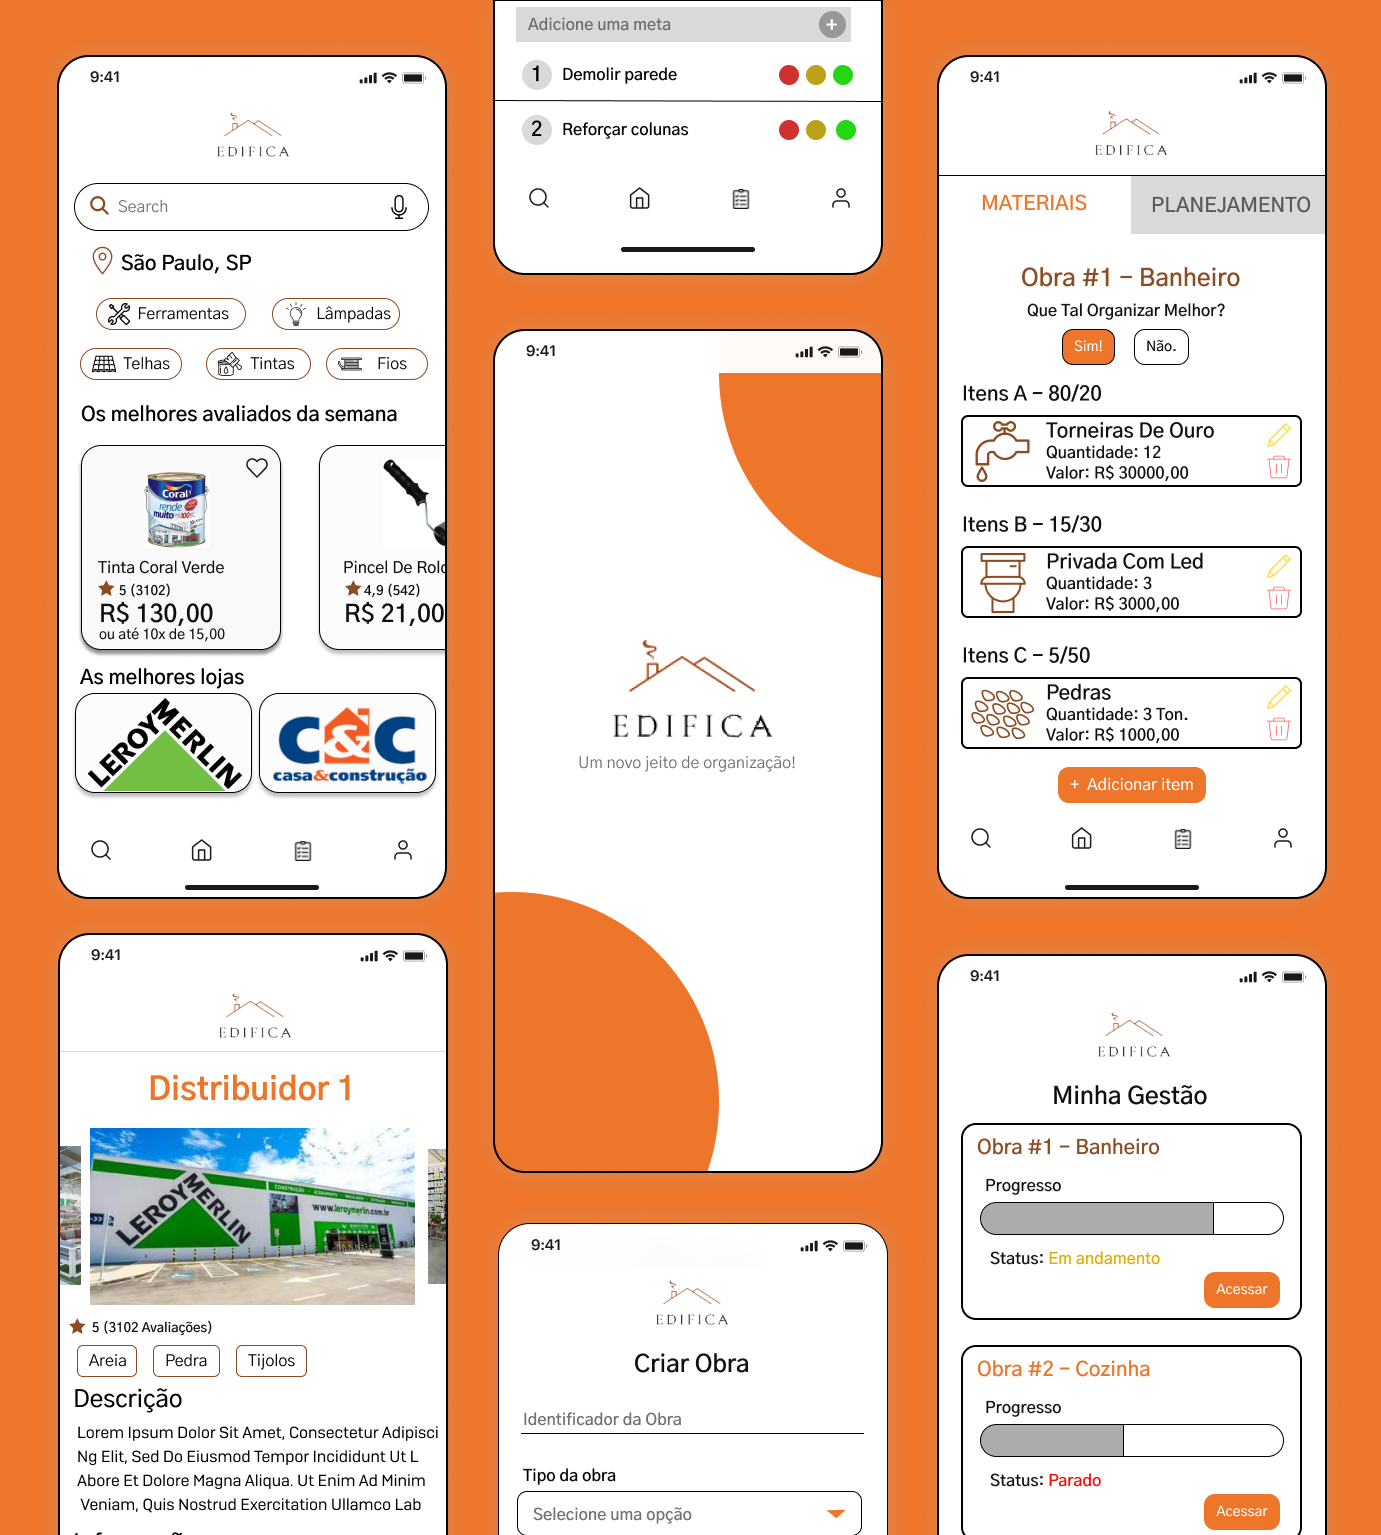 9:41
EDIFICA
Search
São Paulo, SP
Ferramentas
Lâmpadas
Telhas
Tintas
Fios
Os melhores avaliados da semana
Coral
rende
muito
Tinta Coral Verde
5 (3102)
R$ 130,00
ou até 10x de 15,00
Pincel De Rolo
4,9 (542)
R$ 21,00
As melhores lojas
LEROY MERLIN
C&C
casa&construção
9:41
EDIFICA
Distribuidor 1
LEROY MERLIN
www.leroymerlin.com.br
5 (3102 Avaliações)
Areia
Pedra
Tijolos
Descrição
Lorem Ipsum Dolor Sit Amet, Consectetur Adipisci
Ng Elit, Sed Do Eiusmod Tempor Incididunt Ut L
Abore Et Dolore Magna Aliqua. Ut Enim Ad Minim
Veniam, Quis Nostrud Exercitation Ullamco Lab
Adicione uma meta
+
1 Demolir parede
2 Reforçar colunas
9:41
EDIFICA
Um novo jeito de organização!
9:41
EDIFICA
Criar Obra
Identificador da Obra
Tipo da obra
Selecione uma opção
9:41
EDIFICA
MATERIAIS
PLANEJAMENTO
Obra #1 – Banheiro
Que Tal Organizar Melhor?
Sim!
Não.
Itens A – 80/20
Torneiras De Ouro
Quantidade: 12
Valor: R$ 30000,00
Itens B – 15/30
Privada Com Led
Quantidade: 3
Valor: R$ 3000,00
Itens C – 5/50
Pedras
Quantidade: 3 Ton.
Valor: R$ 1000,00
+ Adicionar item
9:41
EDIFICA
Minha Gestão
Obra #1 – Banheiro
Progresso
Status: Em andamento
Acessar
Obra #2 – Cozinha
Progresso
Status: Parado
Acessar